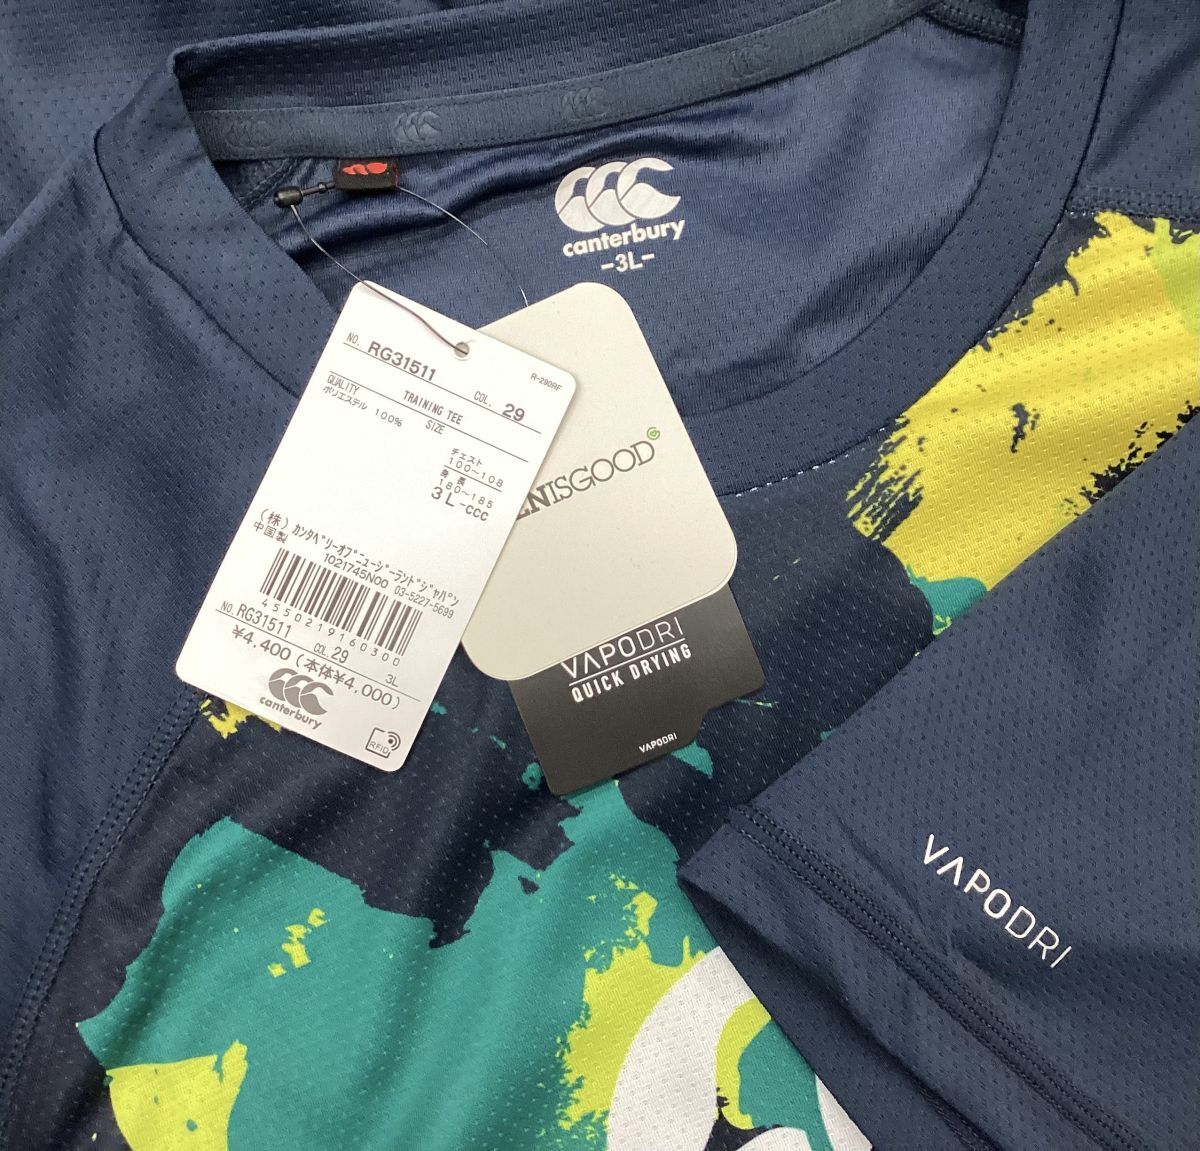 canterbury
-3L-
NO. RG31511
R-290RF
COL. 29
QUALITY TRAINING TEE
ポリエステル 100% SIZE
チェスト
100~108
身長
180~185
3L-CCC
(株) カンタベリーオブニュージーランドジャパン
中国製 1021745N00 03-5227-5699
4550219160300
NO. RG31511 COL. 29 3L
¥4,400 (本体¥4,000)
canterbury
RFID
ISGOOD
VAPODRI
QUICK DRYING
VAPODRI
VAPODRI